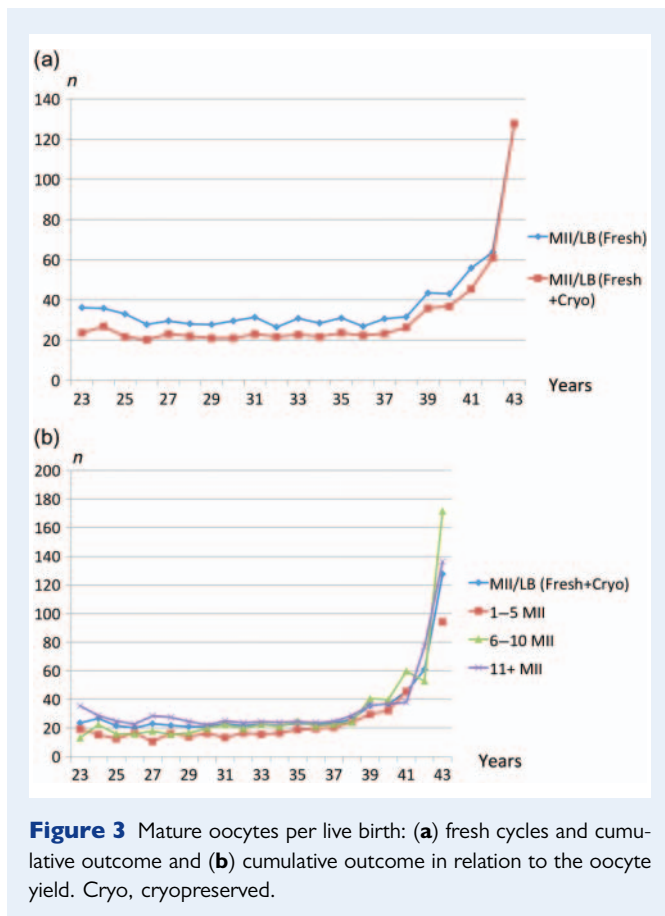 (a)
n
140
120
100
80
60
40
20
0
23 25 27 29 31 33 35 37 39 41 43
Years
MII/LB (Fresh)
MII/LB (Fresh
+Cryo)
(b)
n
200
180
160
140
120
100
80
60
40
20
0
23 25 27 29 31 33 35 37 39 41 43
Years
MII/LB (Fresh+Cryo)
1–5 MII
6–10 MII
11+ MII
Figure 3 Mature oocytes per live birth: (a) fresh cycles and cumu-
lative outcome and (b) cumulative outcome in relation to the oocyte
yield. Cryo, cryopreserved.